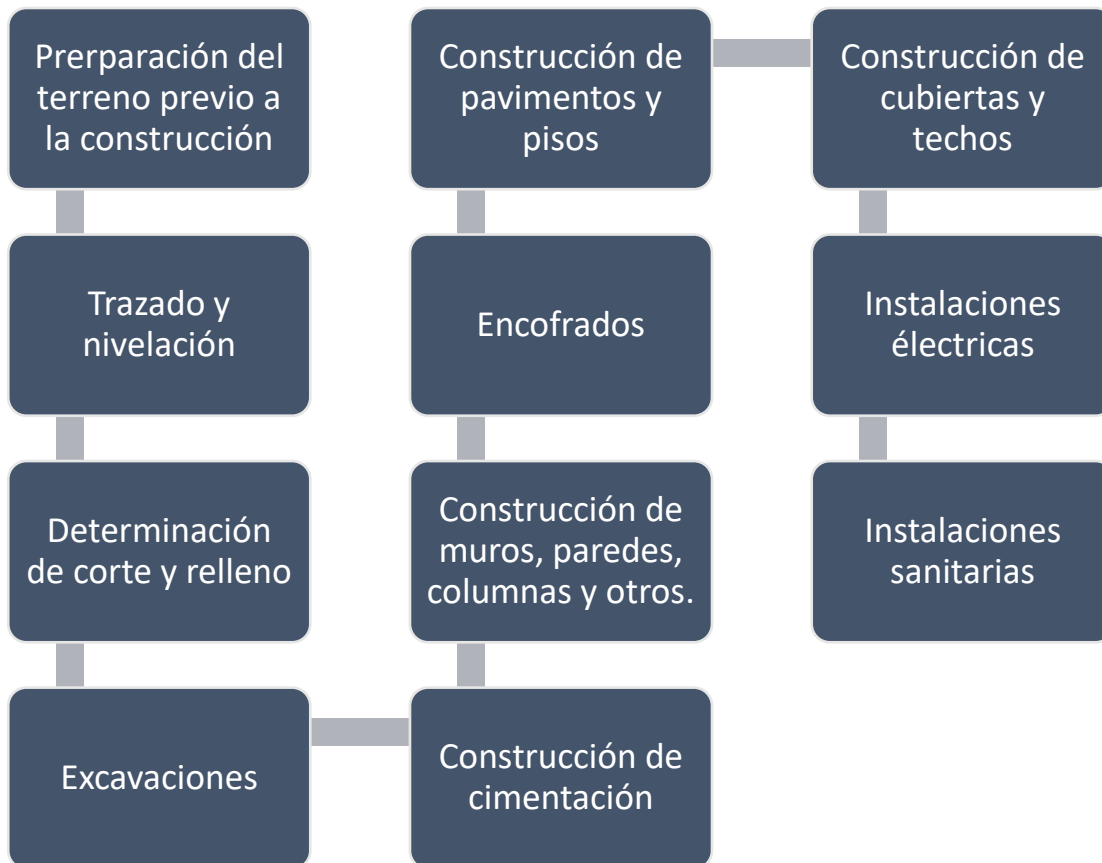 Prerparación del
terreno previo a
la construcción
Trazado y
nivelación
Determinación
de corte y relleno
Excavaciones
Construcción de
cimentación
Construcción de
muros, paredes,
columnas y otros.
Encofrados
Construcción de
pavimentos y
pisos
Construcción de
cubiertas y
techos
Instalaciones
électricas
Instalaciones
sanitarias